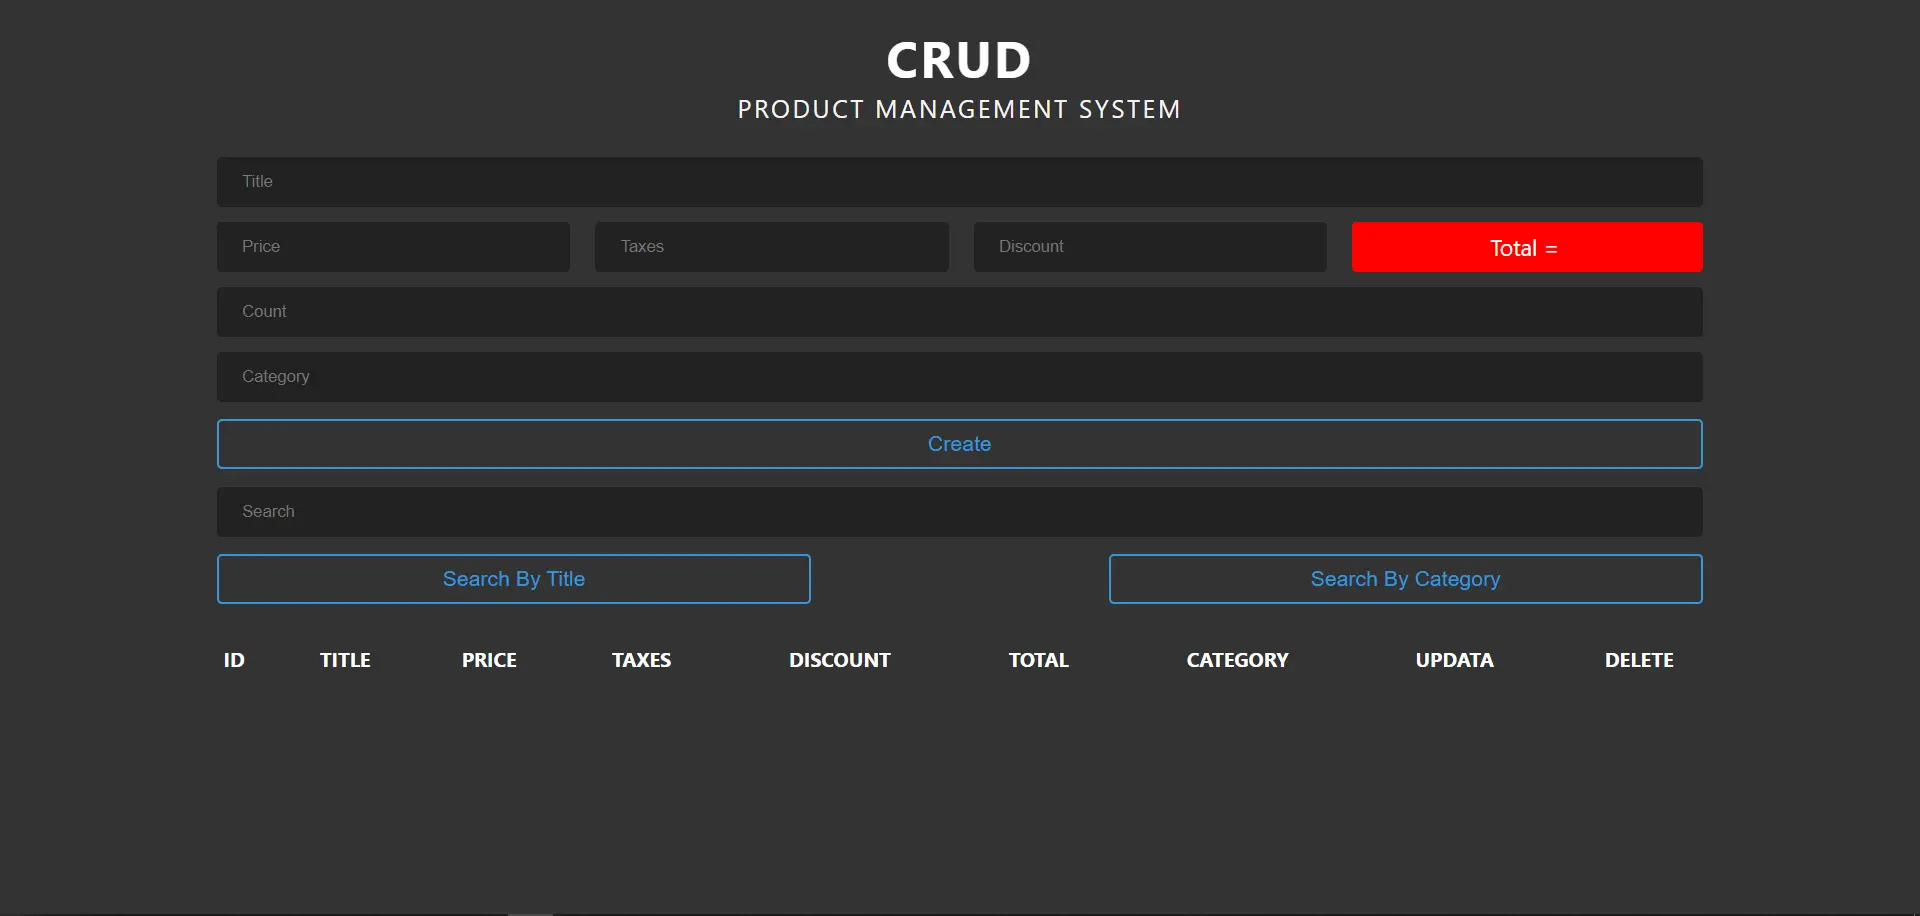 CRUD
PRODUCT MANAGEMENT SYSTEM
Title
Price Taxes Discount Total =
Count
Category
Create
Search
Search By Title Search By Category
ID TITLE PRICE TAXES DISCOUNT TOTAL CATEGORY UPDATA DELETE